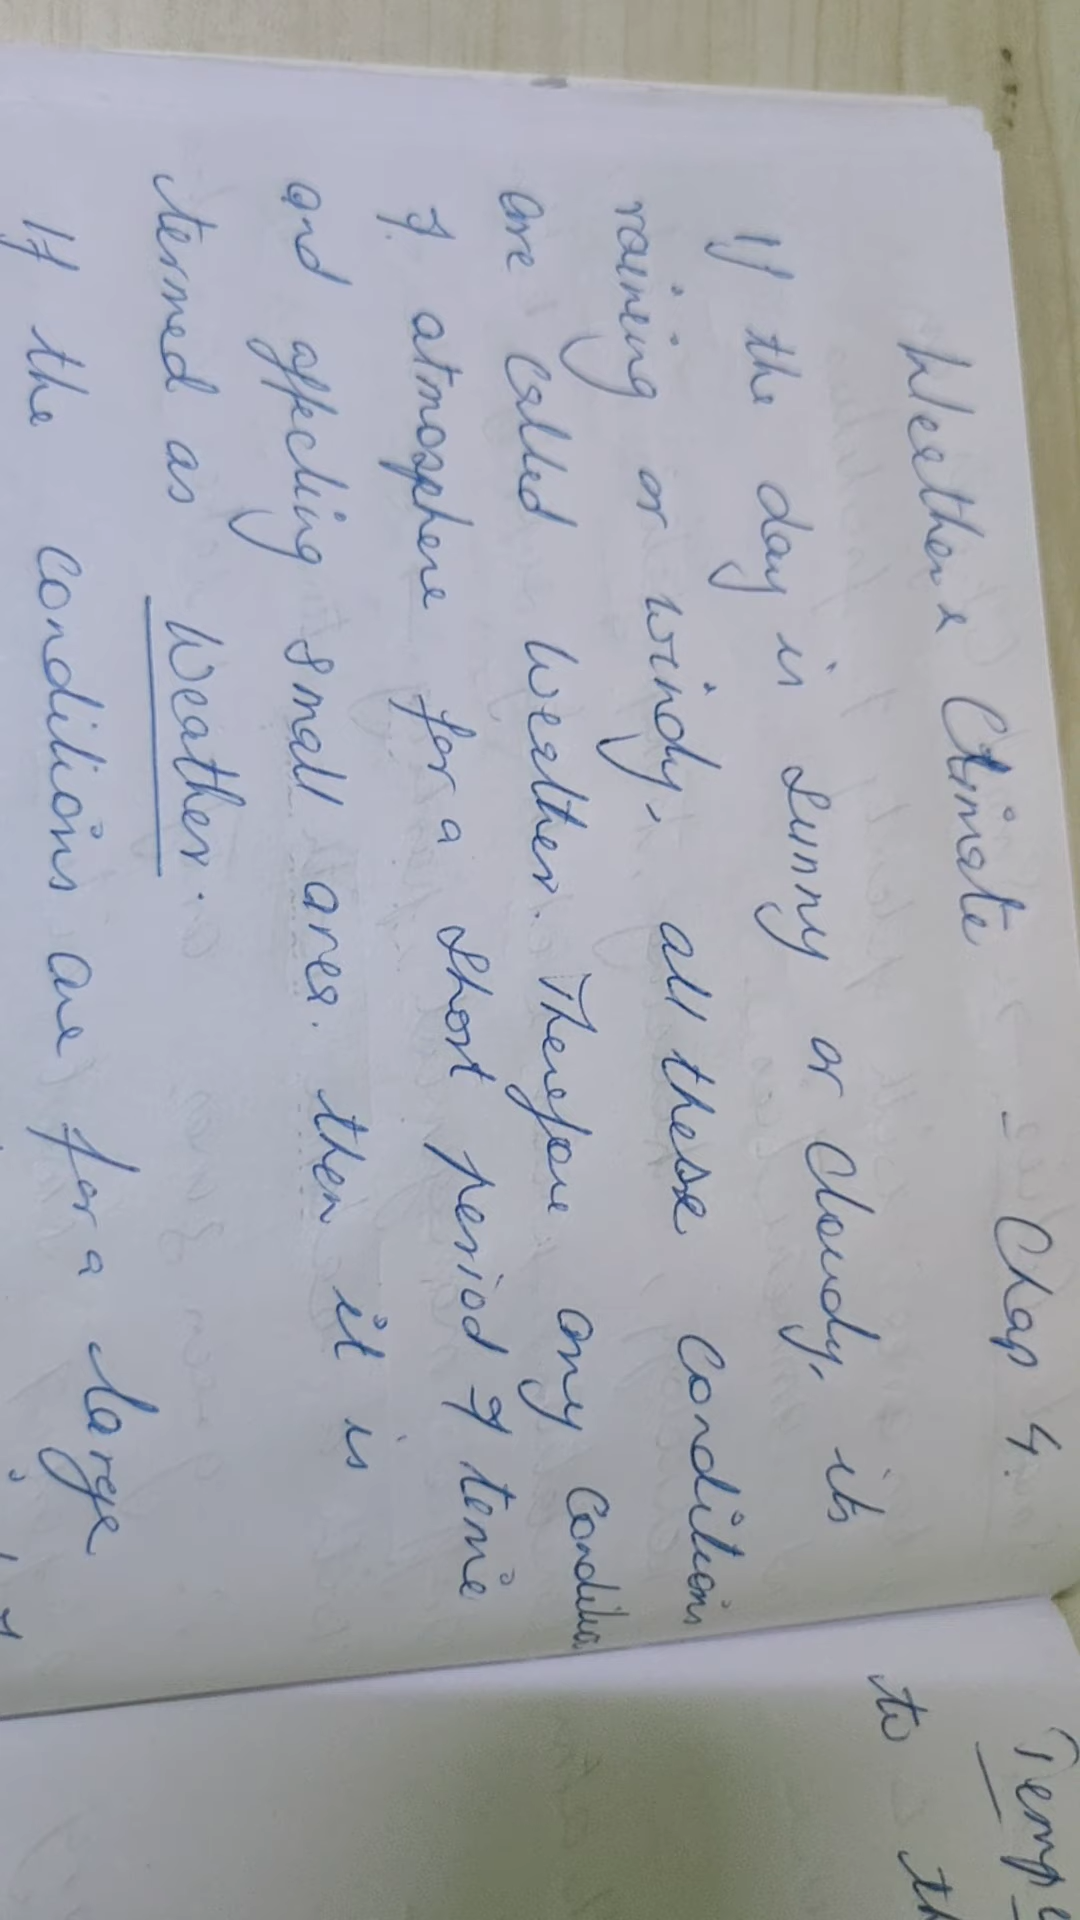 Weather & Climate - Chap 4.
If the day is sunny or cloudy, its
raineing or windy, all these conditions
are called weather. Therefore any condition
of atmosphere for a short period of time
and affecting small area. then it is
termed as Weather.
If the conditions are for a large
Temp
to th